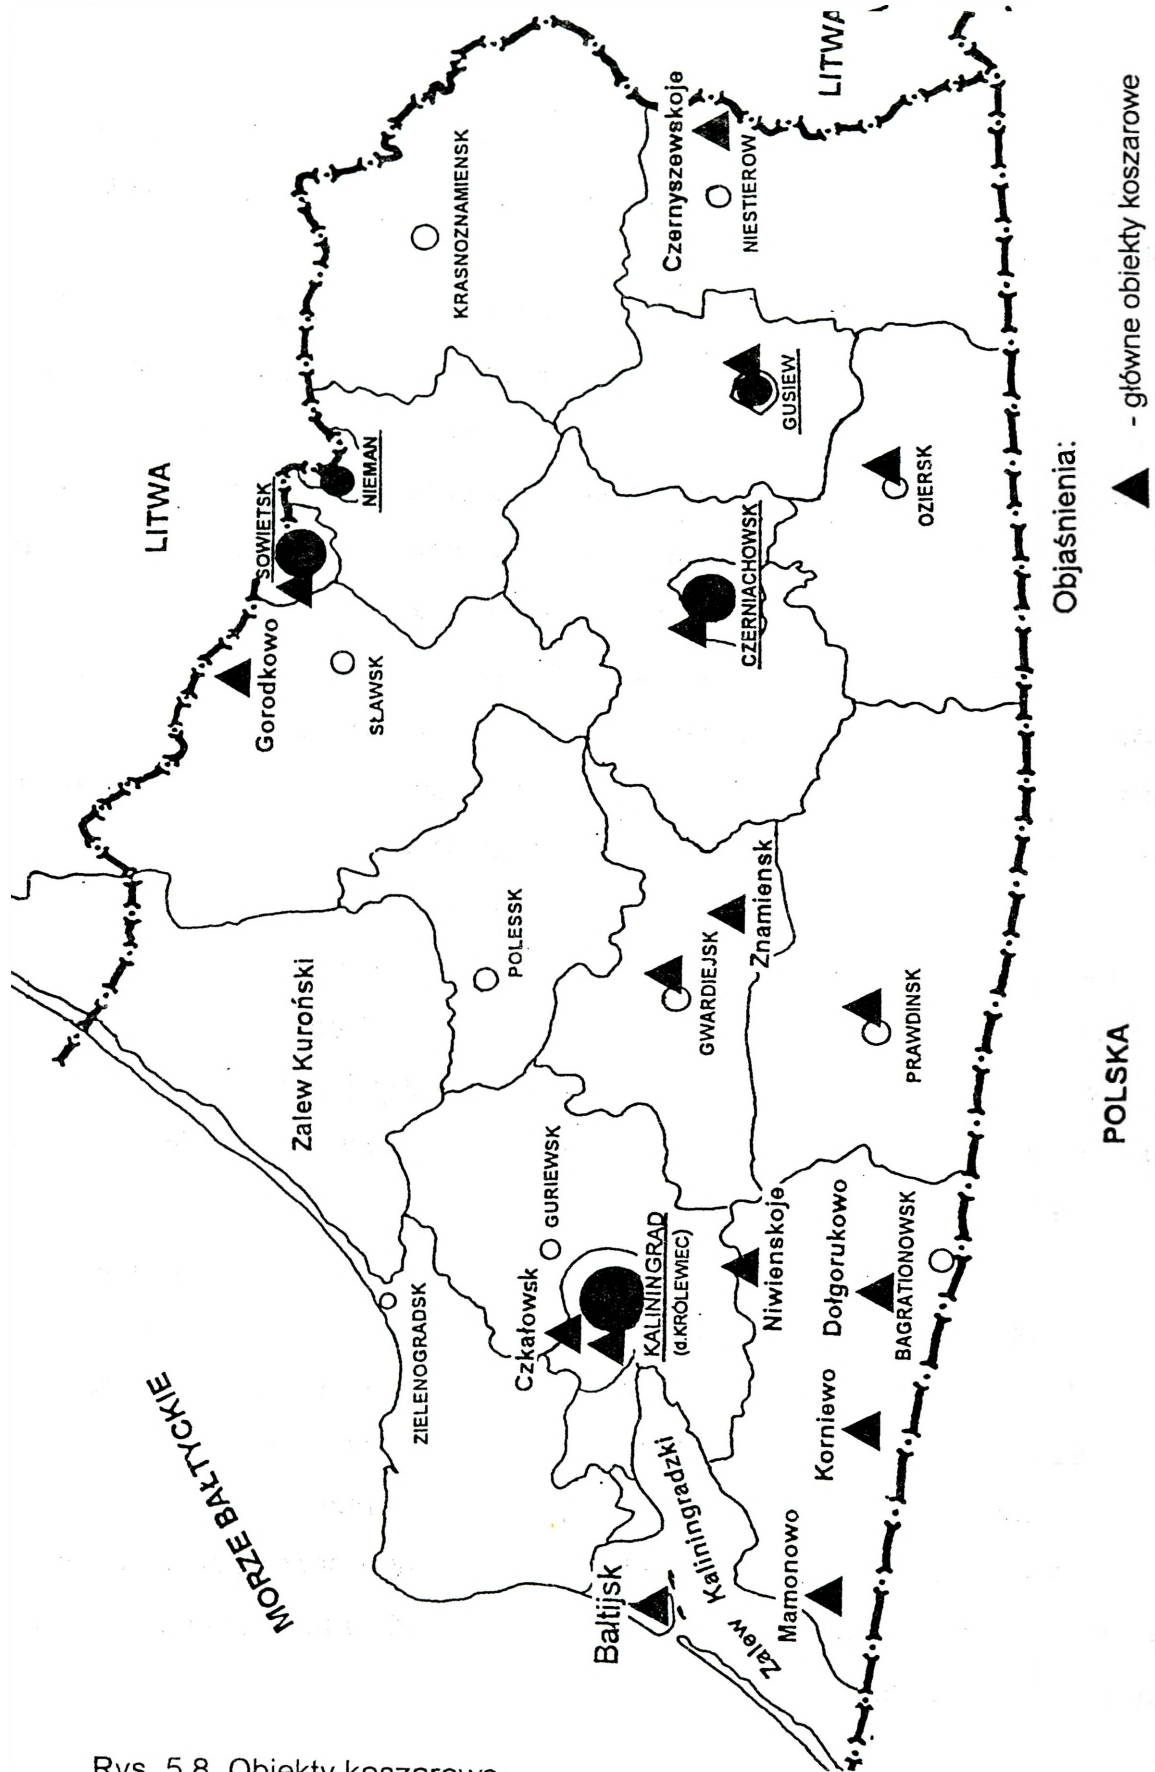 LITWA
LITWA
MORZE BAŁTYCKIE
Zalew Kuroński
Gorodkowo
SOWIETSK
NIEMAN
SŁAWSK
KRASNOZNAMIENSK
ZIELENOGRADSK
POLESSK
GURIEWSK
Czkałowsk
KALININGRAD
(d.KRÓLEWIEC)
Bałtijsk
Zalew Kaliningradzki
GWARDIEJSK
Znamiensk
CZERNIACHOWSK
GUSIEW
Czernyszewskoje
NIESTIEROW
Niwienskoje
Mamonowo
Korniewo
Dołgorukowo
BAGRATIONOWSK
PRAWDINSK
OZIERSK
POLSKA
Objaśnienia:
- główne obiekty koszarowe
Rys. 5.8. Obiekty koszarowe